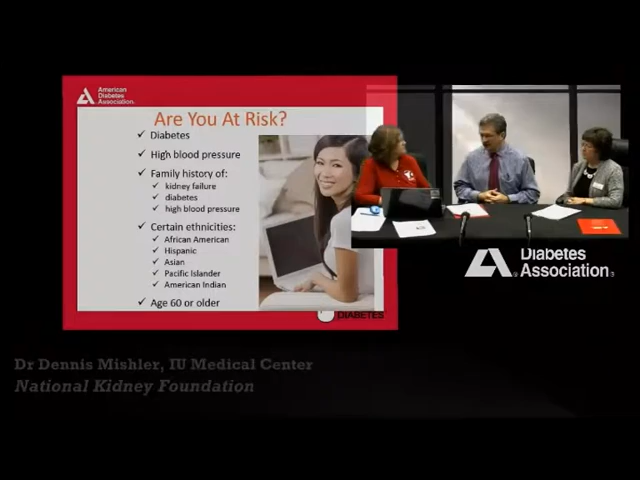 American
Diabetes
Association.
Are You At Risk?
✓ Diabetes
✓ High blood pressure
✓ Family history of:
✓ kidney failure
✓ diabetes
✓ high blood pressure
✓ Certain ethnicities:
✓ African American
✓ Hispanic
✓ Asian
✓ Pacific Islander
✓ American Indian
✓ Age 60 or older
DIABETES
Diabetes
Association
Dr Dennis Mishler, IU Medical Center
National Kidney Foundation